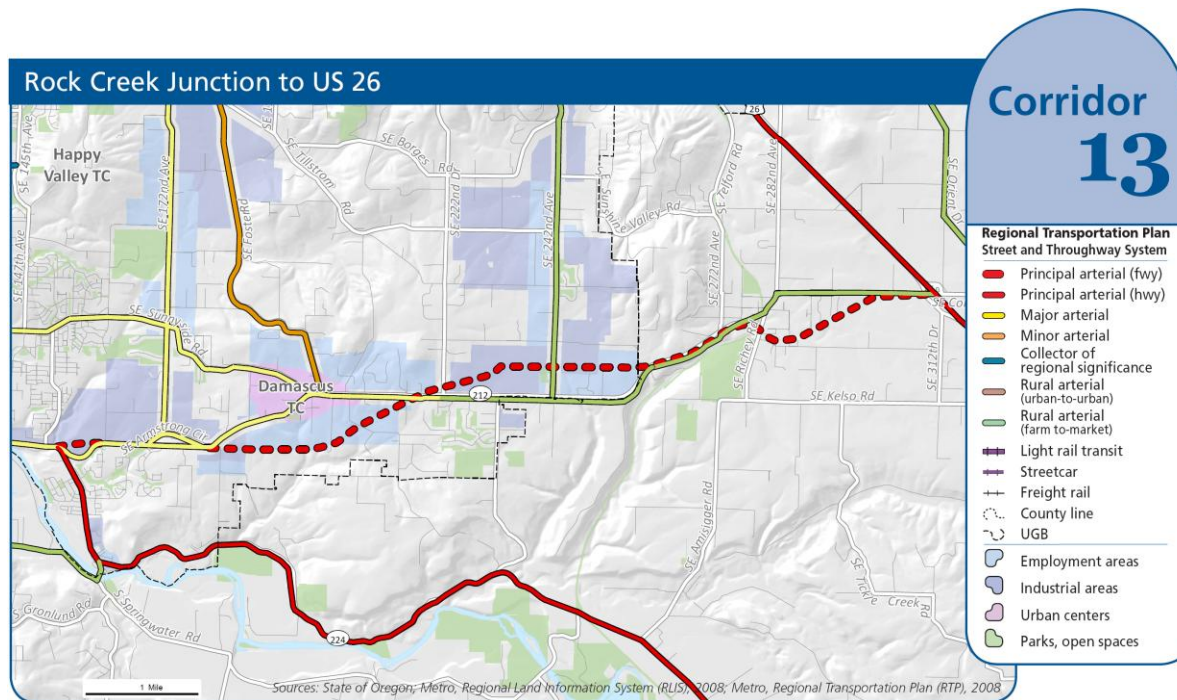 Rock Creek Junction to US 26
Corridor
13
Happy
Valley TC
SE 145th Ave
SE 147th Ave
SE 172nd Ave
SE Foster Rd
SE Tillstrom
Rd
SE Borges
Rd
SE 222nd Dr
SE 242nd Ave
SE Sunshine Valley Rd
SE Telford Rd
SE 282nd Ave
SE 272nd Ave
26
SE Orient Dr
SE Sunnyside Rd
Damascus
TC
212
SE Armstrong Cir
SE Richey Rd
SE Kelso Rd
SE 312th Dr
SE Amisigger Rd
SE Tickle Creek Rd
S Gronlund Rd
S Springwater Rd
224
1 Mile
Sources: State of Oregon; Metro, Regional Land Information System (RLIS), 2008; Metro, Regional Transportation Plan (RTP), 2008
Regional Transportation Plan
Street and Throughway System
Principal arterial (fwy)
Principal arterial (hwy)
Major arterial
Minor arterial
Collector of
regional significance
Rural arterial
(urban-to-urban)
Rural arterial
(farm to-market)
Light rail transit
Streetcar
Freight rail
County line
UGB
Employment areas
Industrial areas
Urban centers
Parks, open spaces